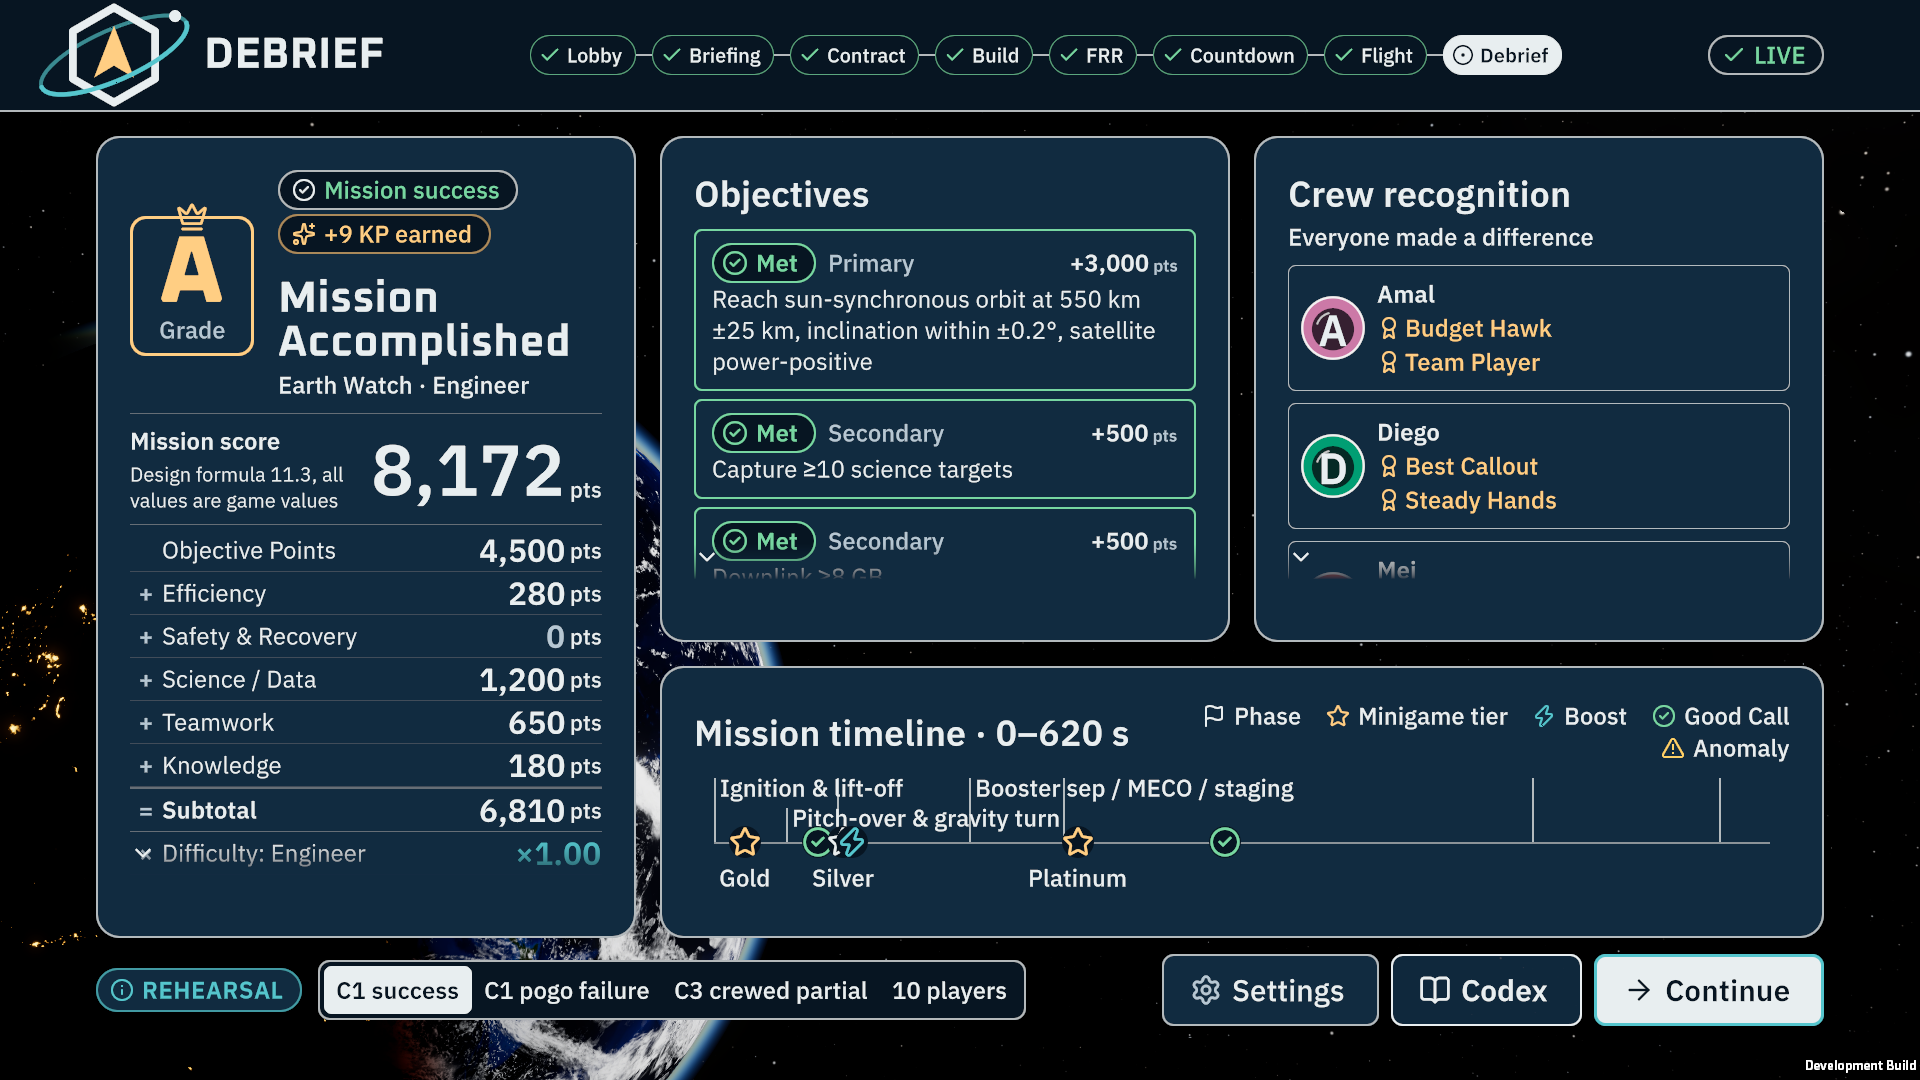 DEBRIEF
Lobby
Briefing
Contract
Build
FRR
Countdown
Flight
Debrief
LIVE
A
Grade
Mission success
+9 KP earned
Mission
Accomplished
Earth Watch · Engineer
Mission score
Design formula 11.3, all
values are game values
8,172 pts
Objective Points 4,500 pts
+ Efficiency 280 pts
+ Safety & Recovery 0 pts
+ Science / Data 1,200 pts
+ Teamwork 650 pts
+ Knowledge 180 pts
= Subtotal 6,810 pts
Difficulty: Engineer ×1.00
Objectives
Met Primary +3,000 pts
Reach sun-synchronous orbit at 550 km
±25 km, inclination within ±0.2°, satellite
power-positive
Met Secondary +500 pts
Capture ≥10 science targets
Met Secondary +500 pts
Downlink ≥8 GB
Crew recognition
Everyone made a difference
A
Amal
Budget Hawk
Team Player
D
Diego
Best Callout
Steady Hands
Mei
Mission timeline · 0–620 s
Phase
Minigame tier
Boost
Good Call
Anomaly
Ignition & lift-off
Booster sep / MECO / staging
Pitch-over & gravity turn
Gold
Silver
Platinum
REHEARSAL
C1 success
C1 pogo failure
C3 crewed partial
10 players
Settings
Codex
Continue
Development Build